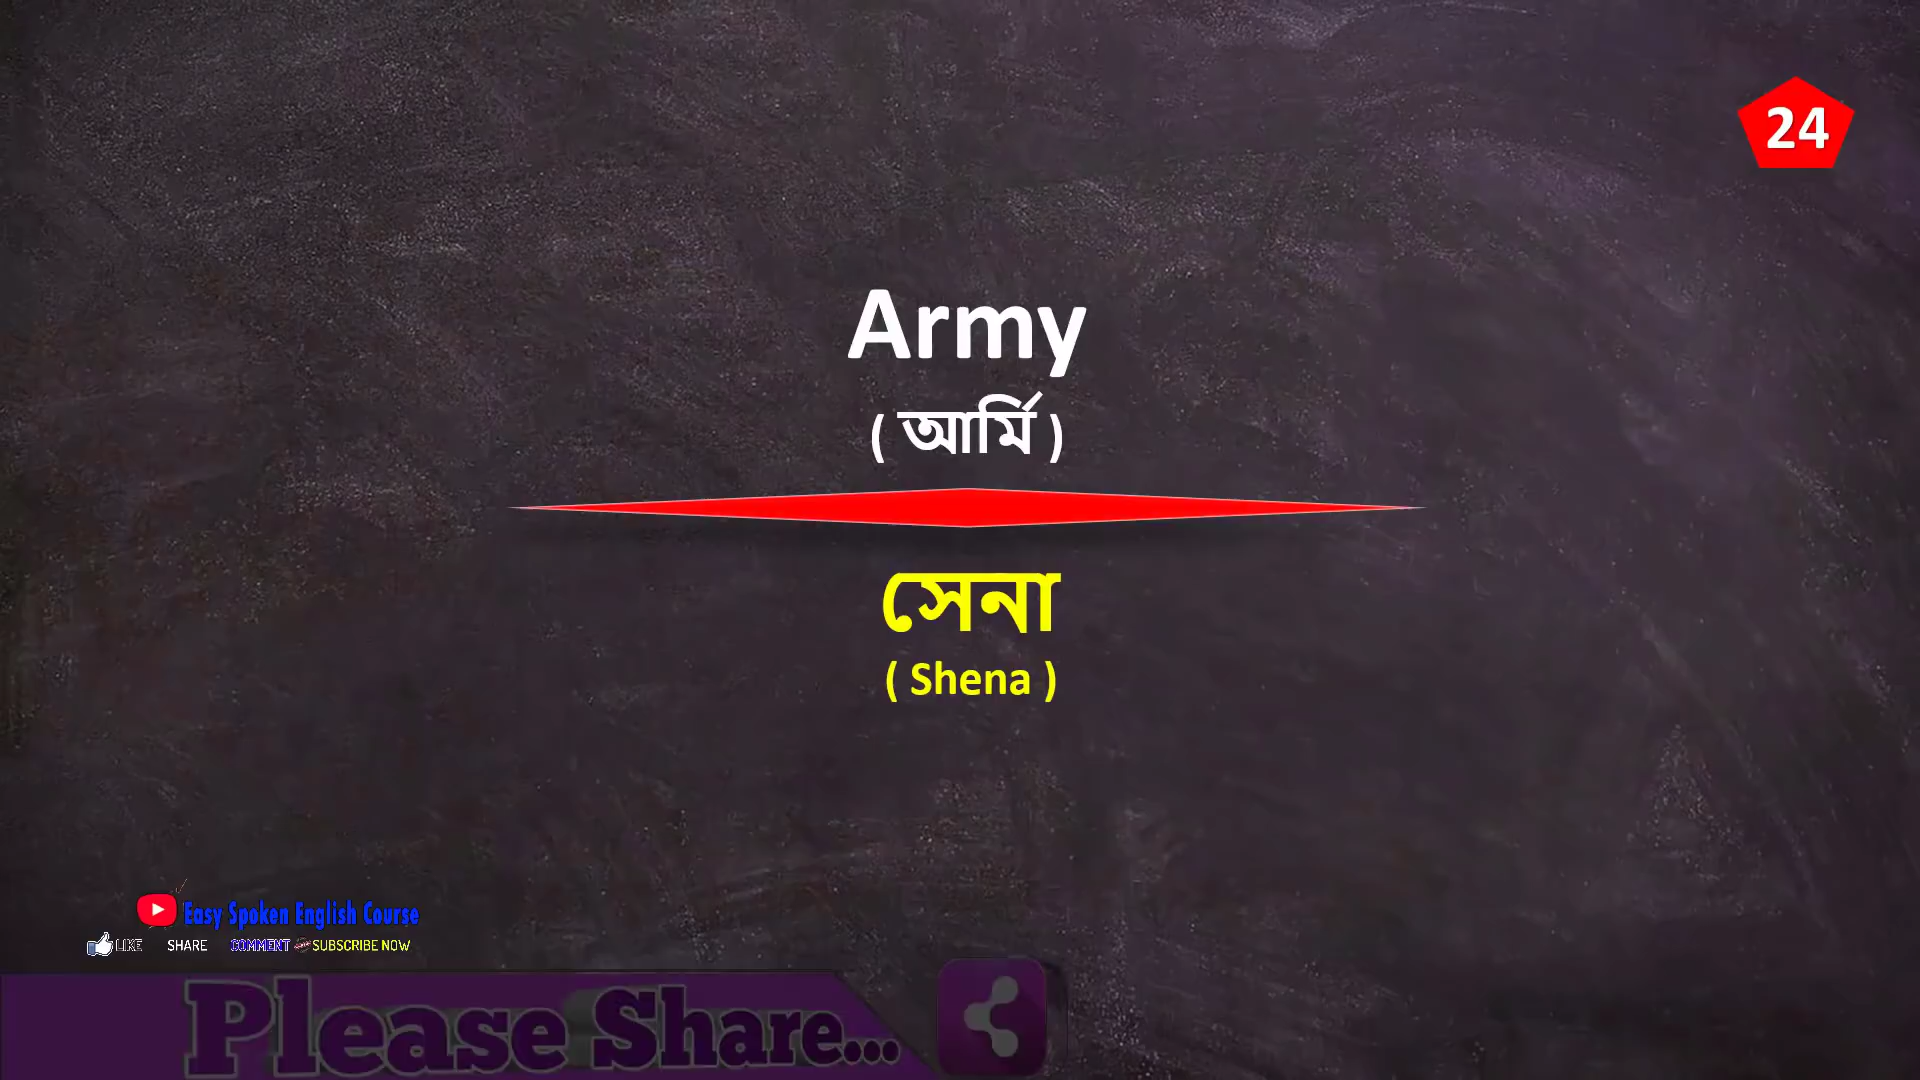 24
Army
( আর্মি )
সেনা
( Shena )
Easy Spoken English Course
LIKE SHARE COMMENT SUBSCRIBE NOW
Please Share...